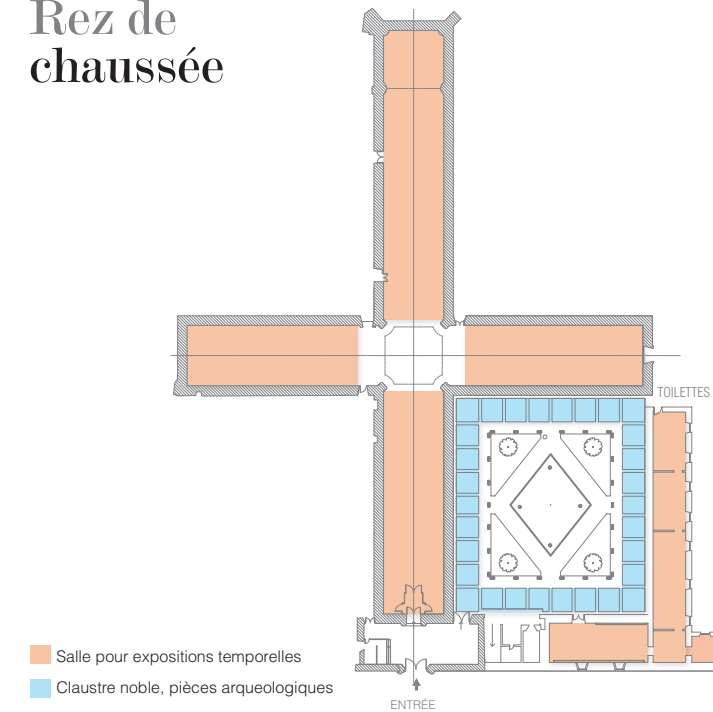 Rez de
chaussée
TOILETTES
Salle pour expositions temporelles
Claustre noble, pièces arqueologiques
ENTRÉE